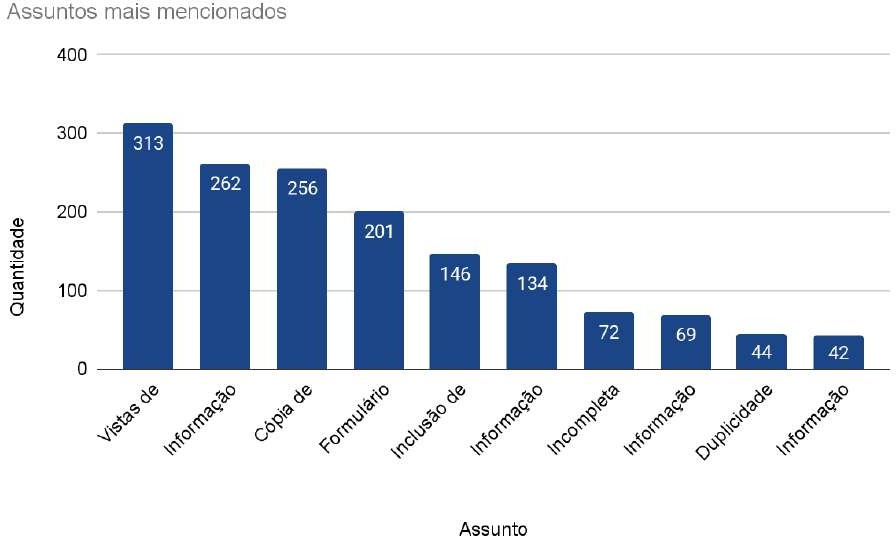 Assuntos mais mencionados
Quantidade
400
300
200
100
0
313
262
256
201
146
134
72
69
44
42
Vistas de
Informação
Cópia de
Formulário
Inclusão de
Informação
Incompleta
Informação
Duplicidade
Informação
Assunto